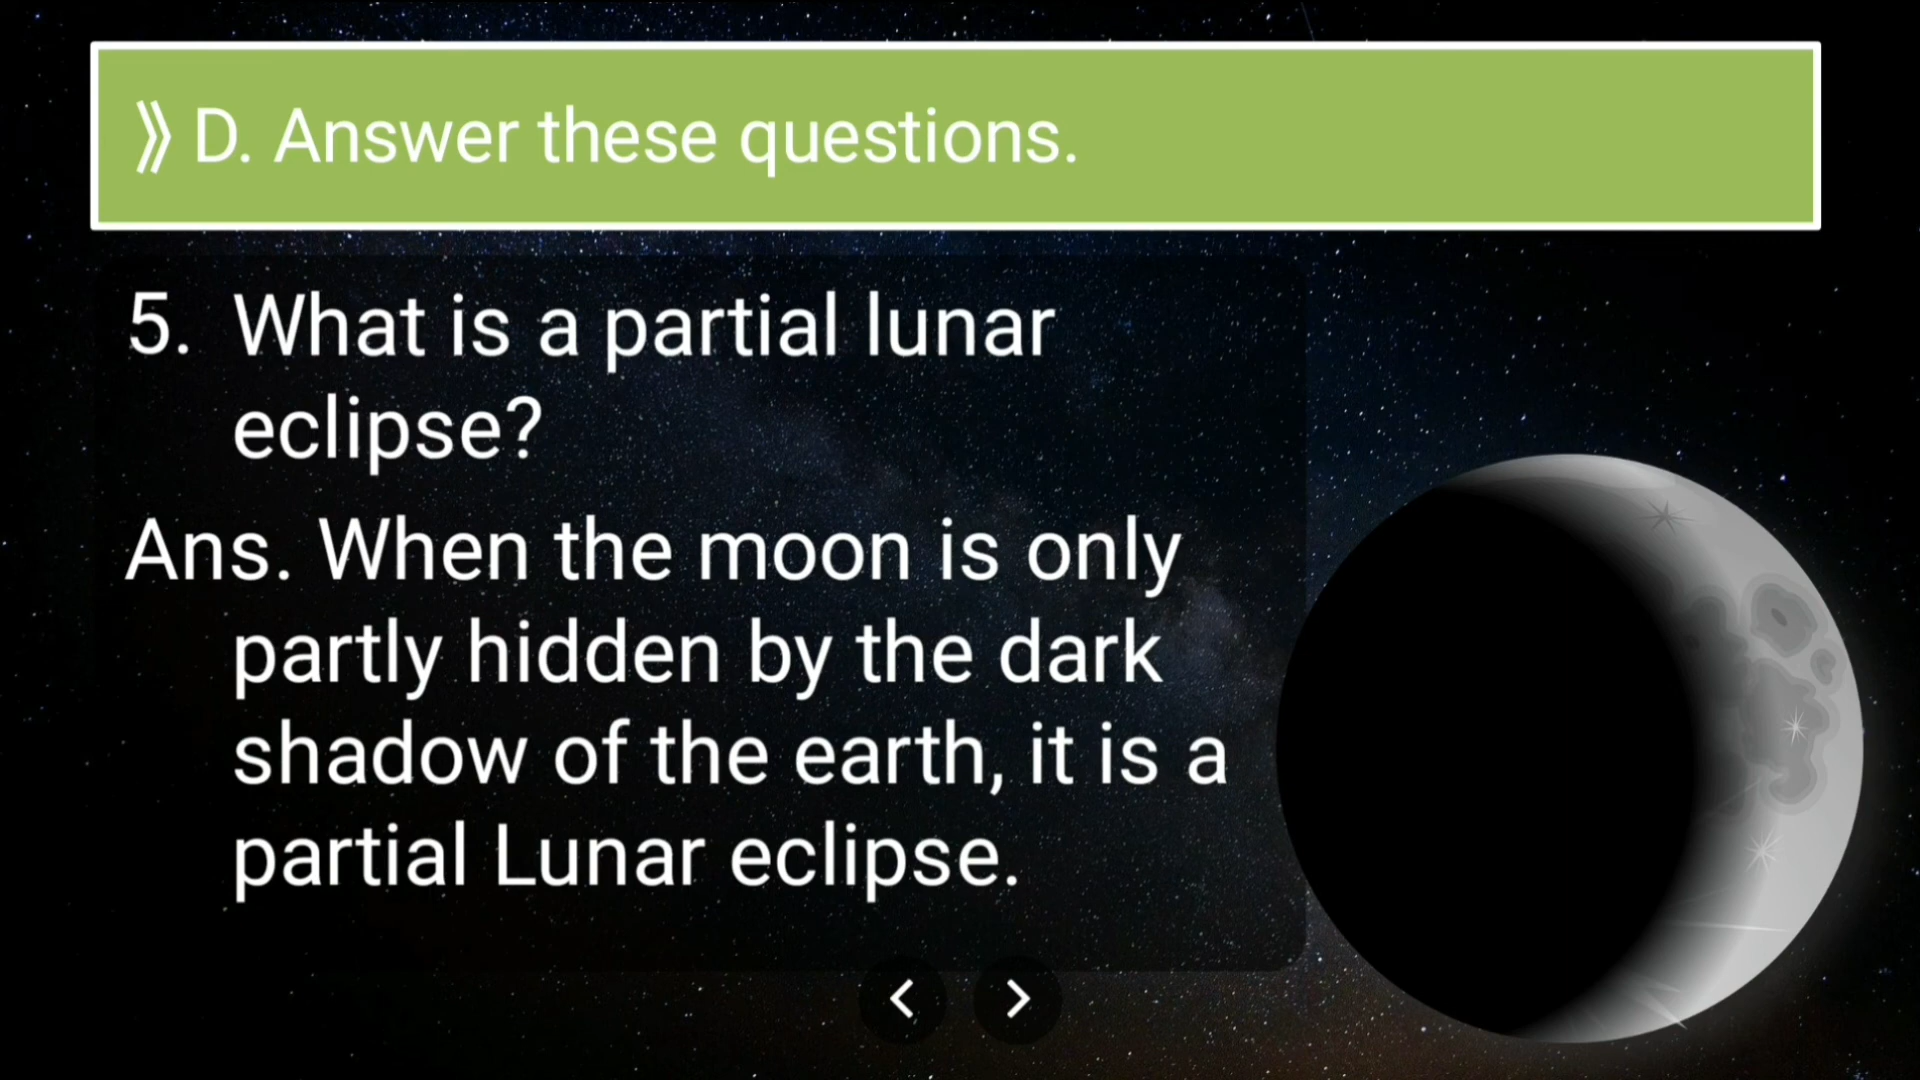 》D. Answer these questions.
5. What is a partial lunar
eclipse?
Ans. When the moon is only
partly hidden by the dark
shadow of the earth, it is a
partial Lunar eclipse.